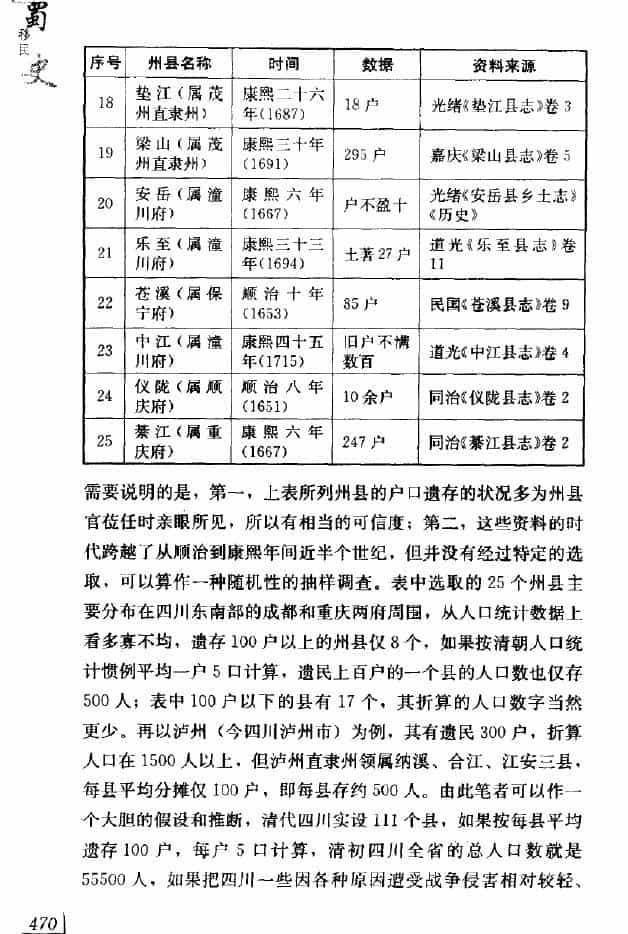 蜀
移民
史
序号 州县名称 时间 数据 资料来源
18 垫江(属茂州直隶州) 康熙二十六年(1687) 18户 光绪《垫江县志》卷3
19 梁山(属茂州直隶州) 康熙三十年(1691) 295户 嘉庆《梁山县志》卷5
20 安岳(属潼川府) 康熙六年(1667) 户不盈十 光绪《安岳县乡土志》《历史》
21 乐至(属潼川府) 康熙三十三年(1694) 土著27户 道光《乐至县志》卷11
22 苍溪(属保宁府) 顺治十年(1653) 85户 民国《苍溪县志》卷9
23 中江(属潼川府) 康熙四十五年(1715) 旧户不满数百 道光《中江县志》卷4
24 仪陇(属顺庆府) 顺治八年(1651) 10余户 同治《仪陇县志》卷2
25 綦江(属重庆府) 康熙六年(1667) 247户 同治《綦江县志》卷2
需要说明的是，第一，上表所列州县的户口遗存的状况多为州县
官莅任时亲眼所见，所以有相当的可信度；第二，这些资料的时
代跨越了从顺治到康熙年间近半个世纪，但并没有经过特定的选
取，可以算作一种随机性的抽样调查。表中选取的25个州县主
要分布在四川东南部的成都和重庆两府周围，从人口统计数据上
看多寡不均，遗存100户以上的州县仅8个，如果按清朝人口统
计惯例平均一户5口计算，遗民上百户的一个县的人口数也仅存
500人；表中100户以下的县有17个，其折算的人口数字当然
更少。再以泸州（今四川泸州市）为例，其有遗民300户，折算
人口在1500人以上，但泸州直隶州领属纳溪、合江、江安三县，
每县平均分摊仅100户，即每县存约500人。由此笔者可以作一
个大胆的假设和推断，清代四川实设111个县，如果按每县平均
遗存100户，每户5口计算，清初四川全省的总人口数就是
55500人，如果把四川一些因各种原因遭受战争侵害相对较轻、
470